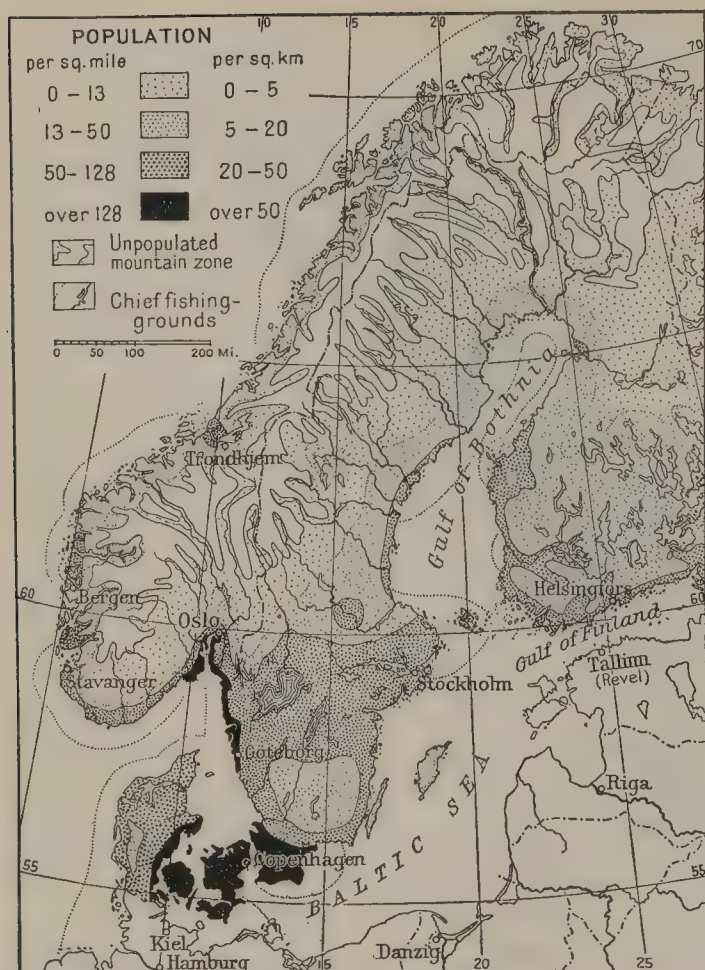 10 15 20 25 30
70
POPULATION
per sq. mile per sq. km
0 – 13 0 – 5
13 – 50 5 – 20
50 – 128 20 – 50
over 128 over 50
Unpopulated
mountain zone
Chief fishing-
grounds
0 50 100 200 Mi.
65
Gulf of Bothnia
Trondhjem
Bergen
Helsingfors
60
60
Oslo
Gulf of Finland
Tallinn
(Revel)
Stavanger
Stockholm
Göteborg
Riga
BALTIC SEA
Copenhagen
55
55
Kiel
Hamburg
15
Danzig
20
25